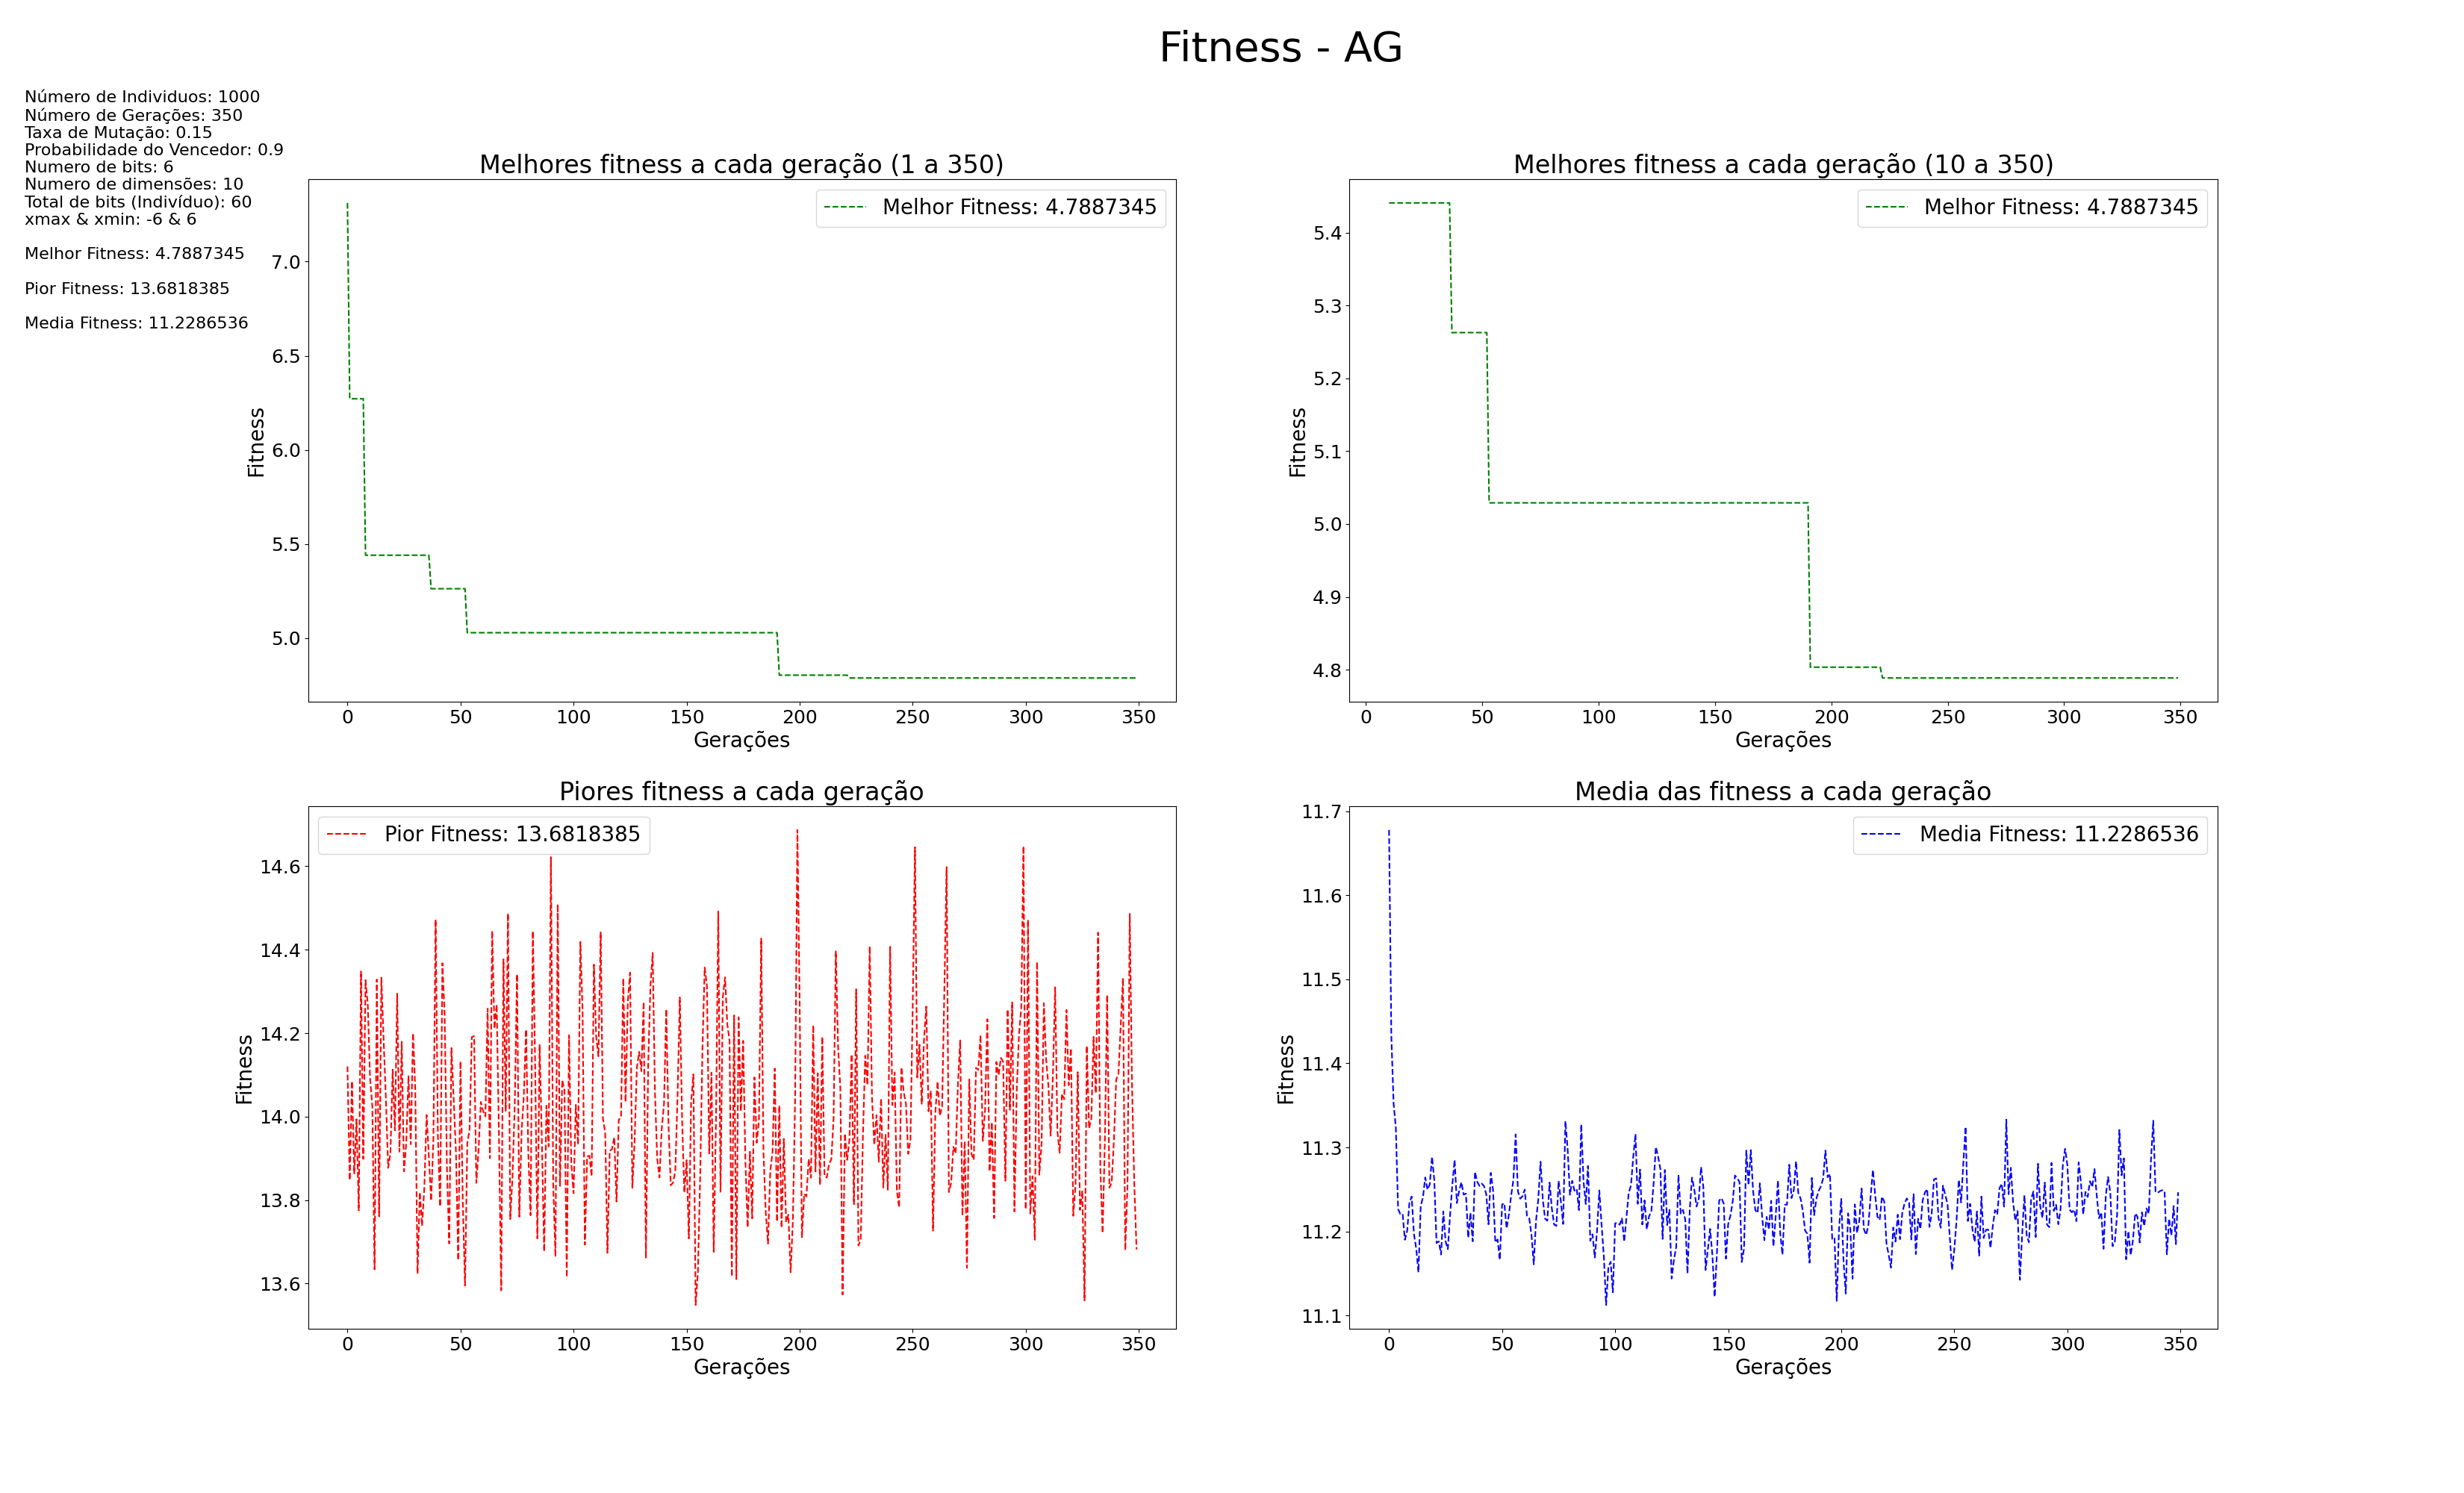 Fitness - AG
Número de Individuos: 1000
Número de Gerações: 350
Taxa de Mutação: 0.15
Probabilidade do Vencedor: 0.9
Numero de bits: 6
Numero de dimensões: 10
Total de bits (Indivíduo): 60
xmax & xmin: -6 & 6
Melhor Fitness: 4.7887345
Pior Fitness: 13.6818385
Media Fitness: 11.2286536
Melhores fitness a cada geração (1 a 350)
Melhor Fitness: 4.7887345
Fitness
7.0
6.5
6.0
5.5
5.0
0 50 100 150 200 250 300 350
Gerações
Melhores fitness a cada geração (10 a 350)
Melhor Fitness: 4.7887345
Fitness
5.4
5.3
5.2
5.1
5.0
4.9
4.8
0 50 100 150 200 250 300 350
Gerações
Piores fitness a cada geração
Pior Fitness: 13.6818385
Fitness
14.6
14.4
14.2
14.0
13.8
13.6
0 50 100 150 200 250 300 350
Gerações
Media das fitness a cada geração
Media Fitness: 11.2286536
Fitness
11.7
11.6
11.5
11.4
11.3
11.2
11.1
0 50 100 150 200 250 300 350
Gerações